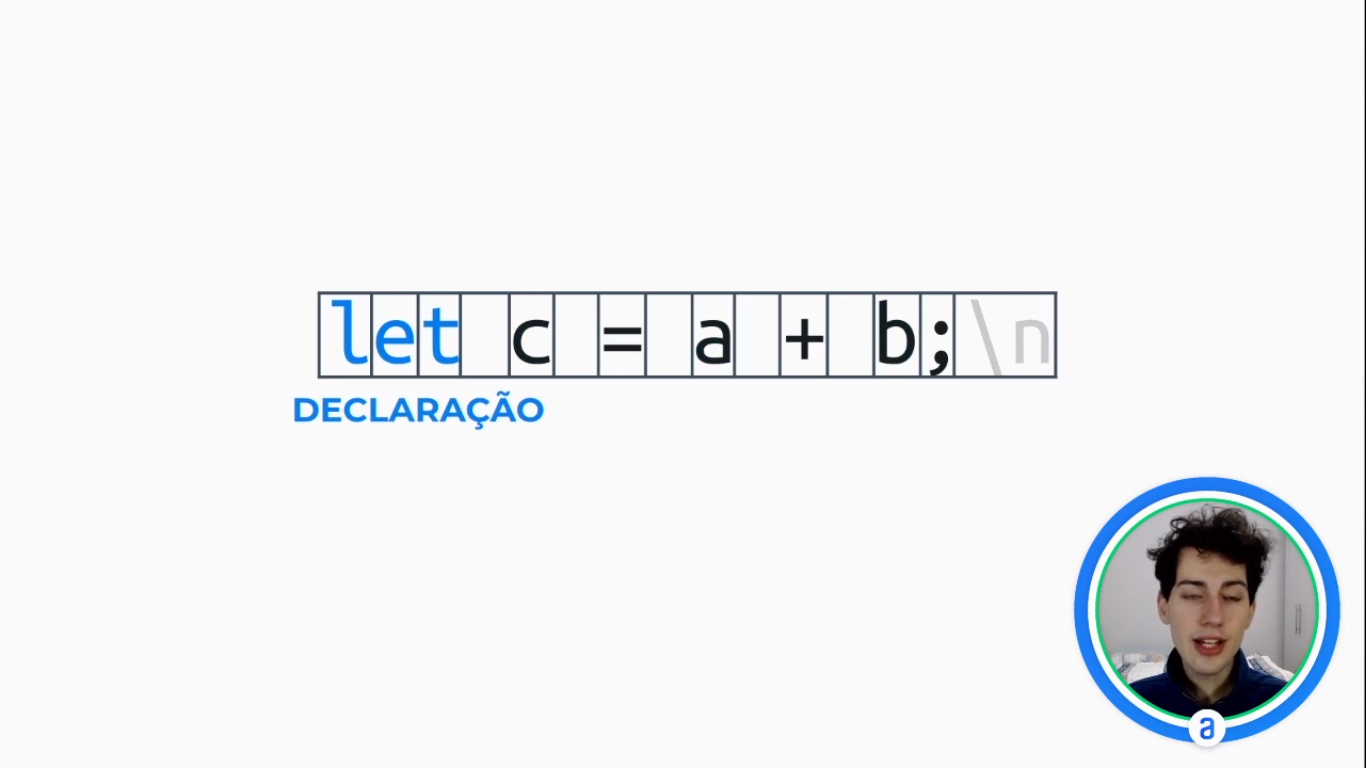 let c = a + b;\n
DECLARAÇÃO
a